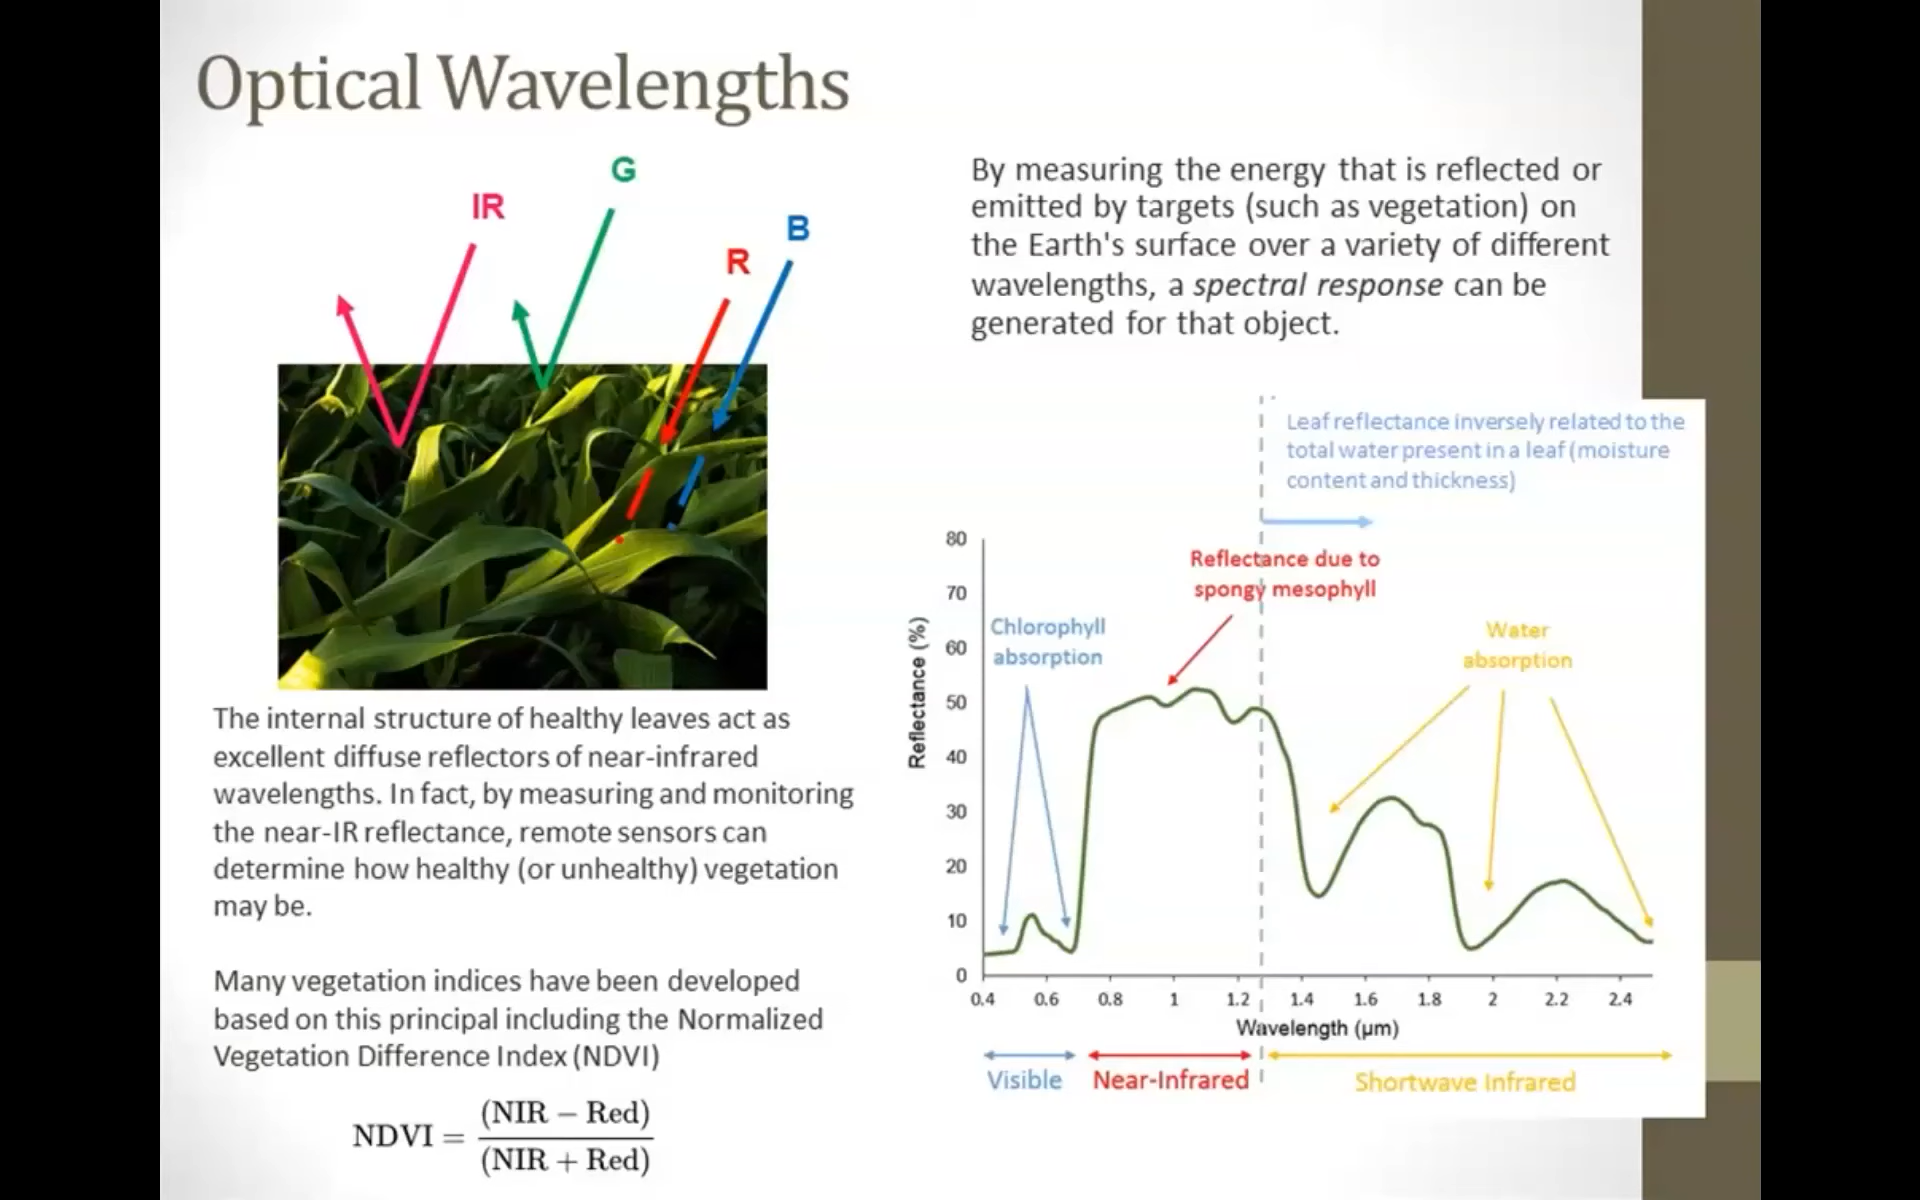 Optical Wavelengths
IR
G
R
B
By measuring the energy that is reflected or
emitted by targets (such as vegetation) on
the Earth's surface over a variety of different
wavelengths, a spectral response can be
generated for that object.
The internal structure of healthy leaves act as
excellent diffuse reflectors of near-infrared
wavelengths. In fact, by measuring and monitoring
the near-IR reflectance, remote sensors can
determine how healthy (or unhealthy) vegetation
may be.
Many vegetation indices have been developed
based on this principal including the Normalized
Vegetation Difference Index (NDVI)
NDVI = (NIR − Red)
(NIR + Red)
Leaf reflectance inversely related to the
total water present in a leaf (moisture
content and thickness)
Reflectance due to
spongy mesophyll
Chlorophyll
absorption
Water
absorption
Reflectance (%)
80
70
60
50
40
30
20
10
0
0.4 0.6 0.8 1 1.2 1.4 1.6 1.8 2 2.2 2.4
Wavelength (µm)
Visible Near-Infrared Shortwave Infrared